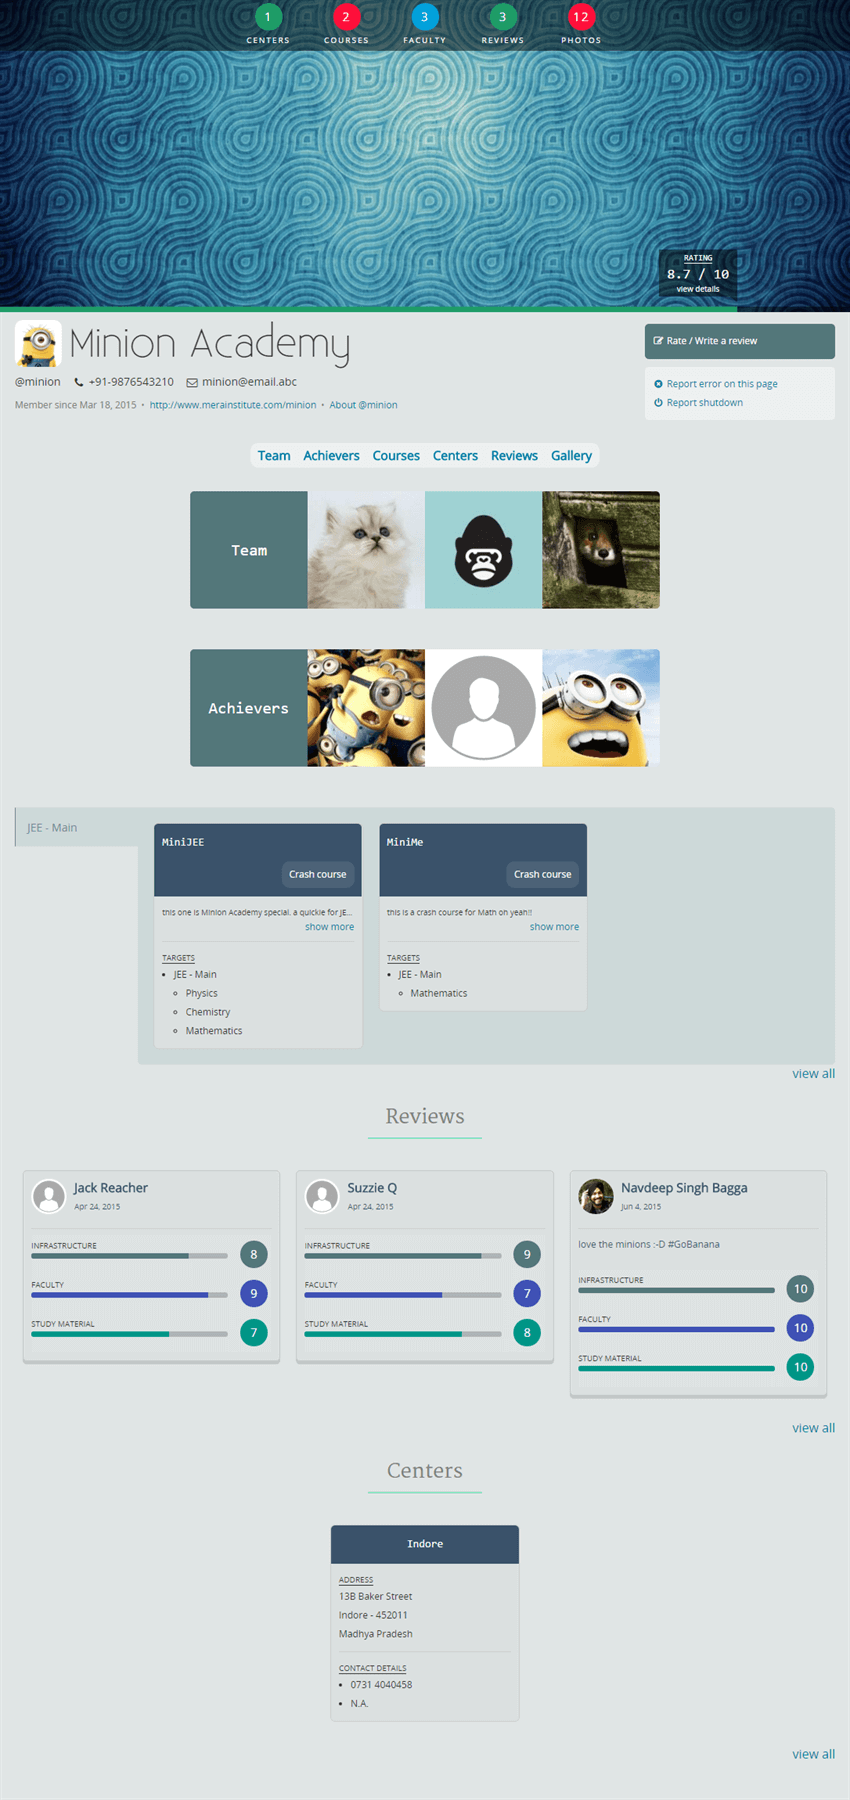 1 2 3 3 12
CENTERS COURSES FACULTY REVIEWS PHOTOS
RATING
8.7 / 10
view details
Minion Academy
Rate / Write a review
@minion +91-9876543210 minion@email.abc
Report error on this page
Member since Mar 18, 2015 • http://www.merainstitute.com/minion • About @minion
Report shutdown
Team Achievers Courses Centers Reviews Gallery
Team
Achievers
JEE - Main
MiniJEE
Crash course
this one is Minion Academy special. a quickie for JE...
show more
TARGETS
• JEE - Main
◦ Physics
◦ Chemistry
◦ Mathematics
MiniMe
Crash course
this is a crash course for Math oh yeah!!
show more
TARGETS
• JEE - Main
◦ Mathematics
view all
Reviews
Jack Reacher
Apr 24, 2015
INFRASTRUCTURE 8
FACULTY 9
STUDY MATERIAL 7
Suzzie Q
Apr 24, 2015
INFRASTRUCTURE 9
FACULTY 7
STUDY MATERIAL 8
Navdeep Singh Bagga
Jun 4, 2015
love the minions :-D #GoBanana
INFRASTRUCTURE 10
FACULTY 10
STUDY MATERIAL 10
view all
Centers
Indore
ADDRESS
13B Baker Street
Indore - 452011
Madhya Pradesh
CONTACT DETAILS
• 0731 4040458
• N.A.
view all